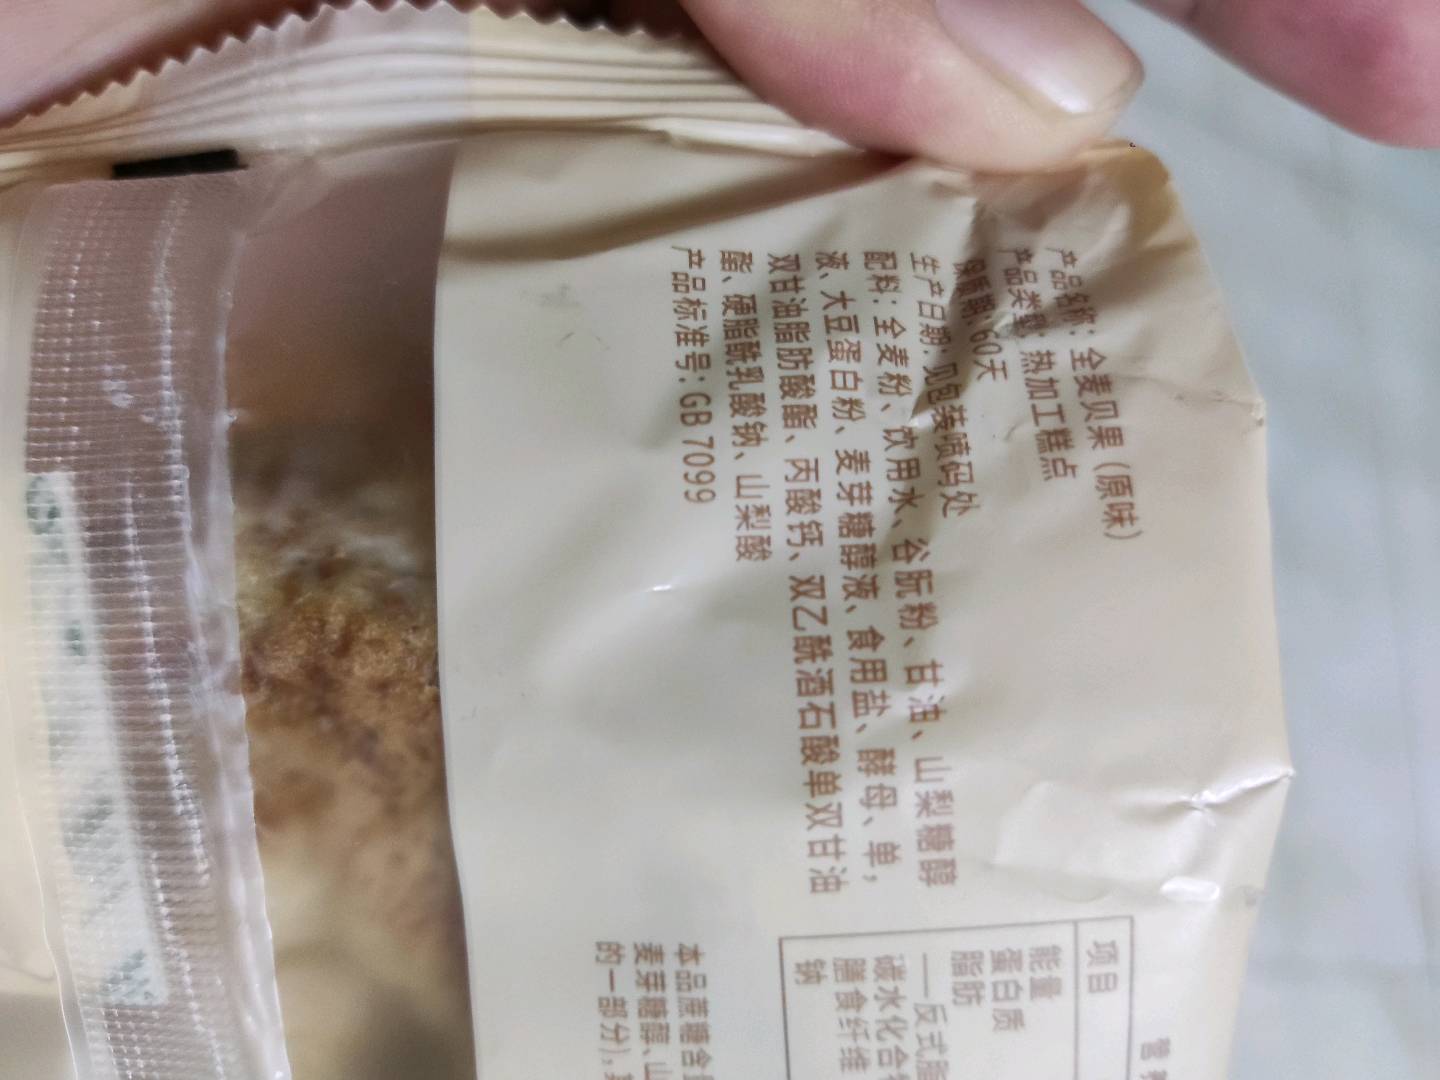 产品名称：全麦贝果（原味）
产品类型：热加工糕点
保质期：60天
生产日期：见包装喷码处
配料：全麦粉、饮用水、谷朊粉、甘油、山梨糖醇
液、大豆蛋白粉、麦芽糖醇液、食用盐、酵母、单，
双甘油脂肪酸酯、丙酸钙、双乙酰酒石酸单双甘油
酯、硬脂酰乳酸钠、山梨酸
产品标准号：GB 7099
营养
项目
能量
蛋白质
脂肪
——反式脂
碳水化合物
膳食纤维
钠
本品蔗糖含量
麦芽糖醇、山
的一部分），